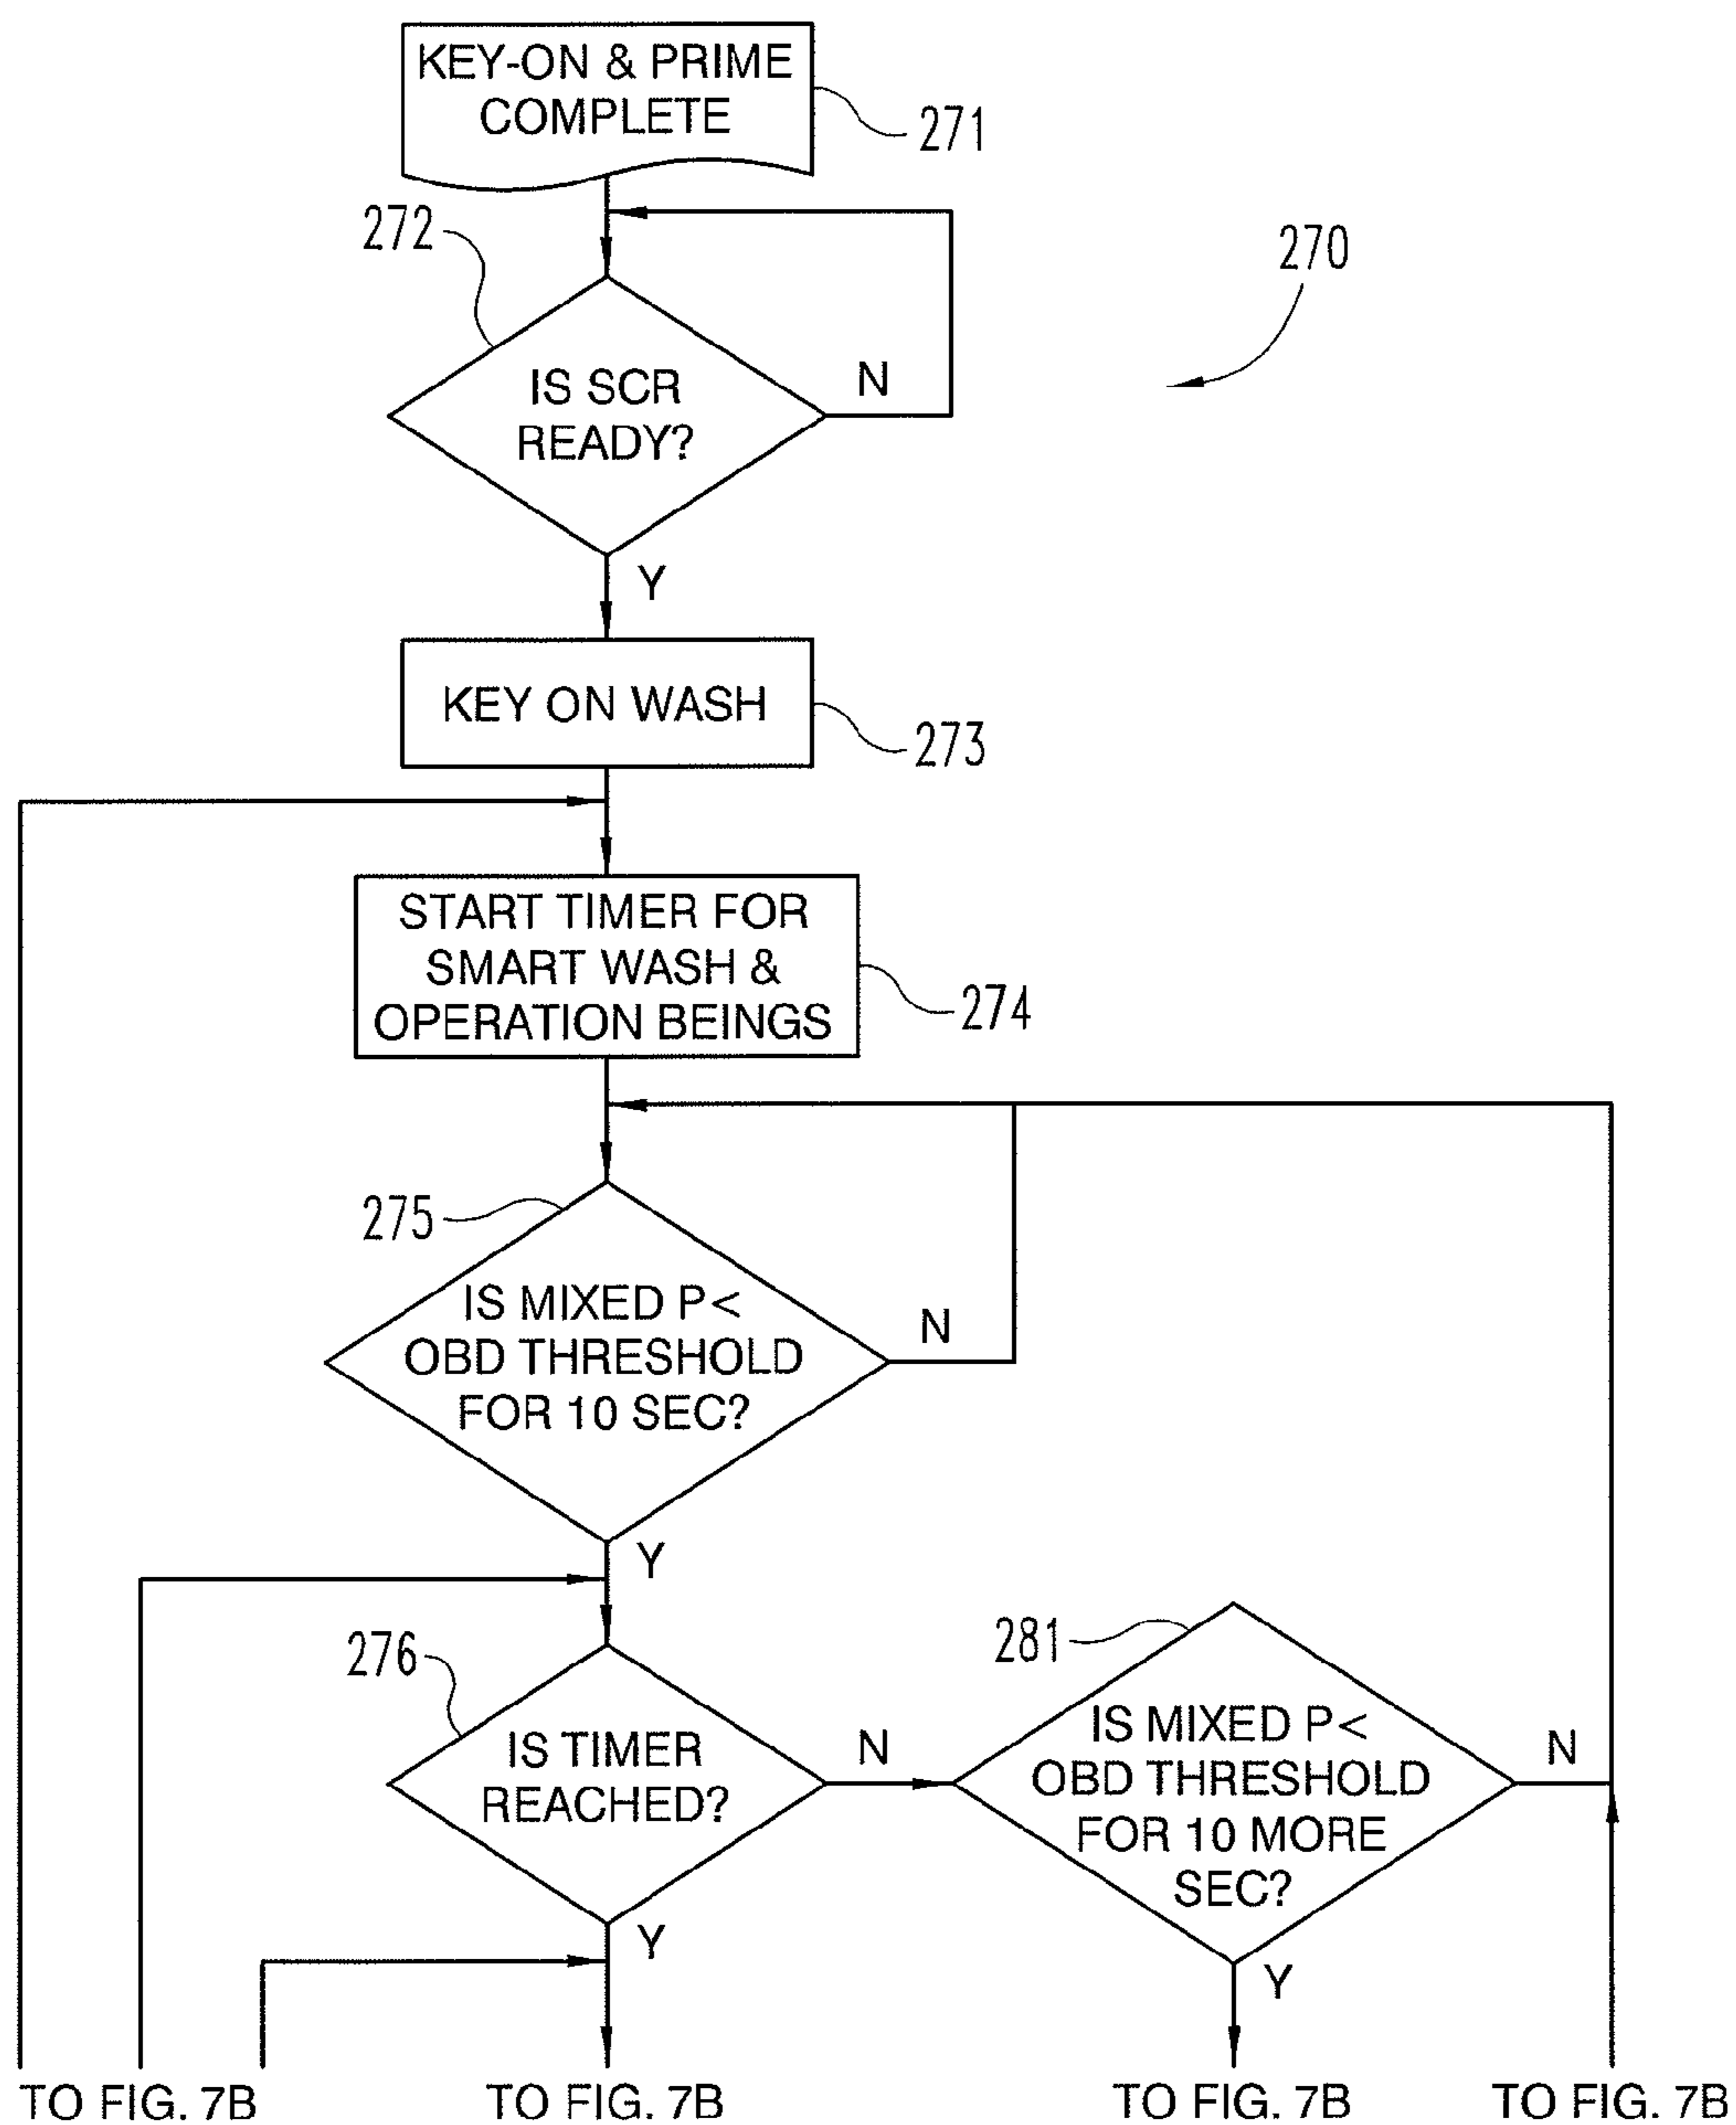 KEY-ON & PRIME
COMPLETE
271
272
270
IS SCR
READY?
N
Y
KEY ON WASH
273
START TIMER FOR
SMART WASH &
OPERATION BEINGS
274
275
IS MIXED P<
OBD THRESHOLD
FOR 10 SEC?
N
Y
276
IS TIMER
REACHED?
N
Y
281
IS MIXED P<
OBD THRESHOLD
FOR 10 MORE
SEC?
N
Y
TO FIG. 7B
TO FIG. 7B
TO FIG. 7B
TO FIG. 7B